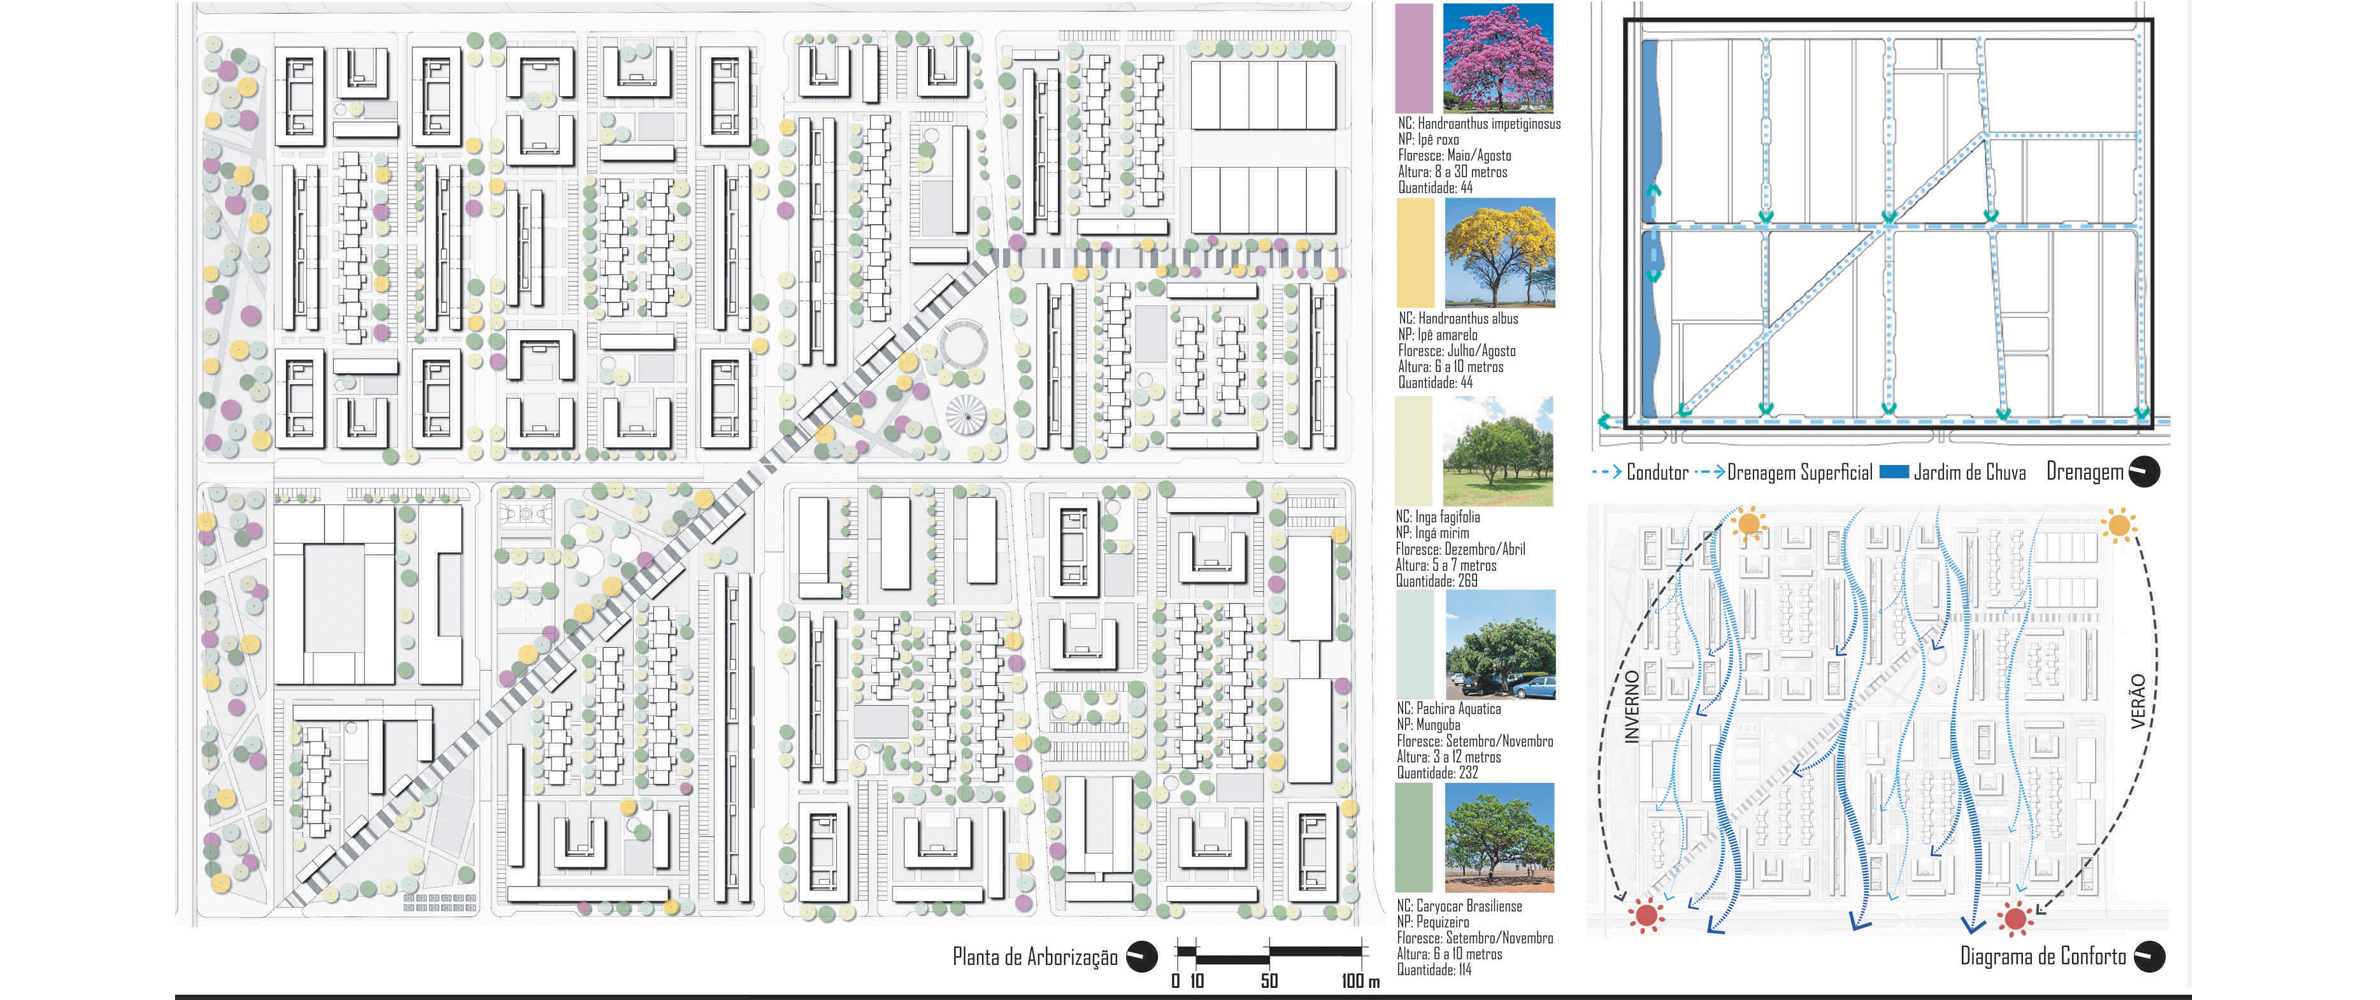 NC: Handroanthus impetiginosus
NP: Ipê roxo
Floresce: Maio/Agosto
Altura: 8 a 30 metros
Quantidade: 44
NC: Handroanthus albus
NP: Ipê amarelo
Floresce: Julho/Agosto
Altura: 6 a 10 metros
Quantidade: 44
NC: Inga fagifolia
NP: Ingá mirim
Floresce: Dezembro/Abril
Altura: 5 a 7 metros
Quantidade: 269
NC: Pachira Aquatica
NP: Munguba
Floresce: Setembro/Novembro
Altura: 3 a 12 metros
Quantidade: 232
NC: Caryocar Brasiliense
NP: Pequizeiro
Floresce: Setembro/Novembro
Altura: 6 a 10 metros
Quantidade: 114
Planta de Arborização
0 10 50 100 m
Condutor Drenagem Superficial Jardim de Chuva Drenagem
INVERNO
VERÃO
Diagrama de Conforto